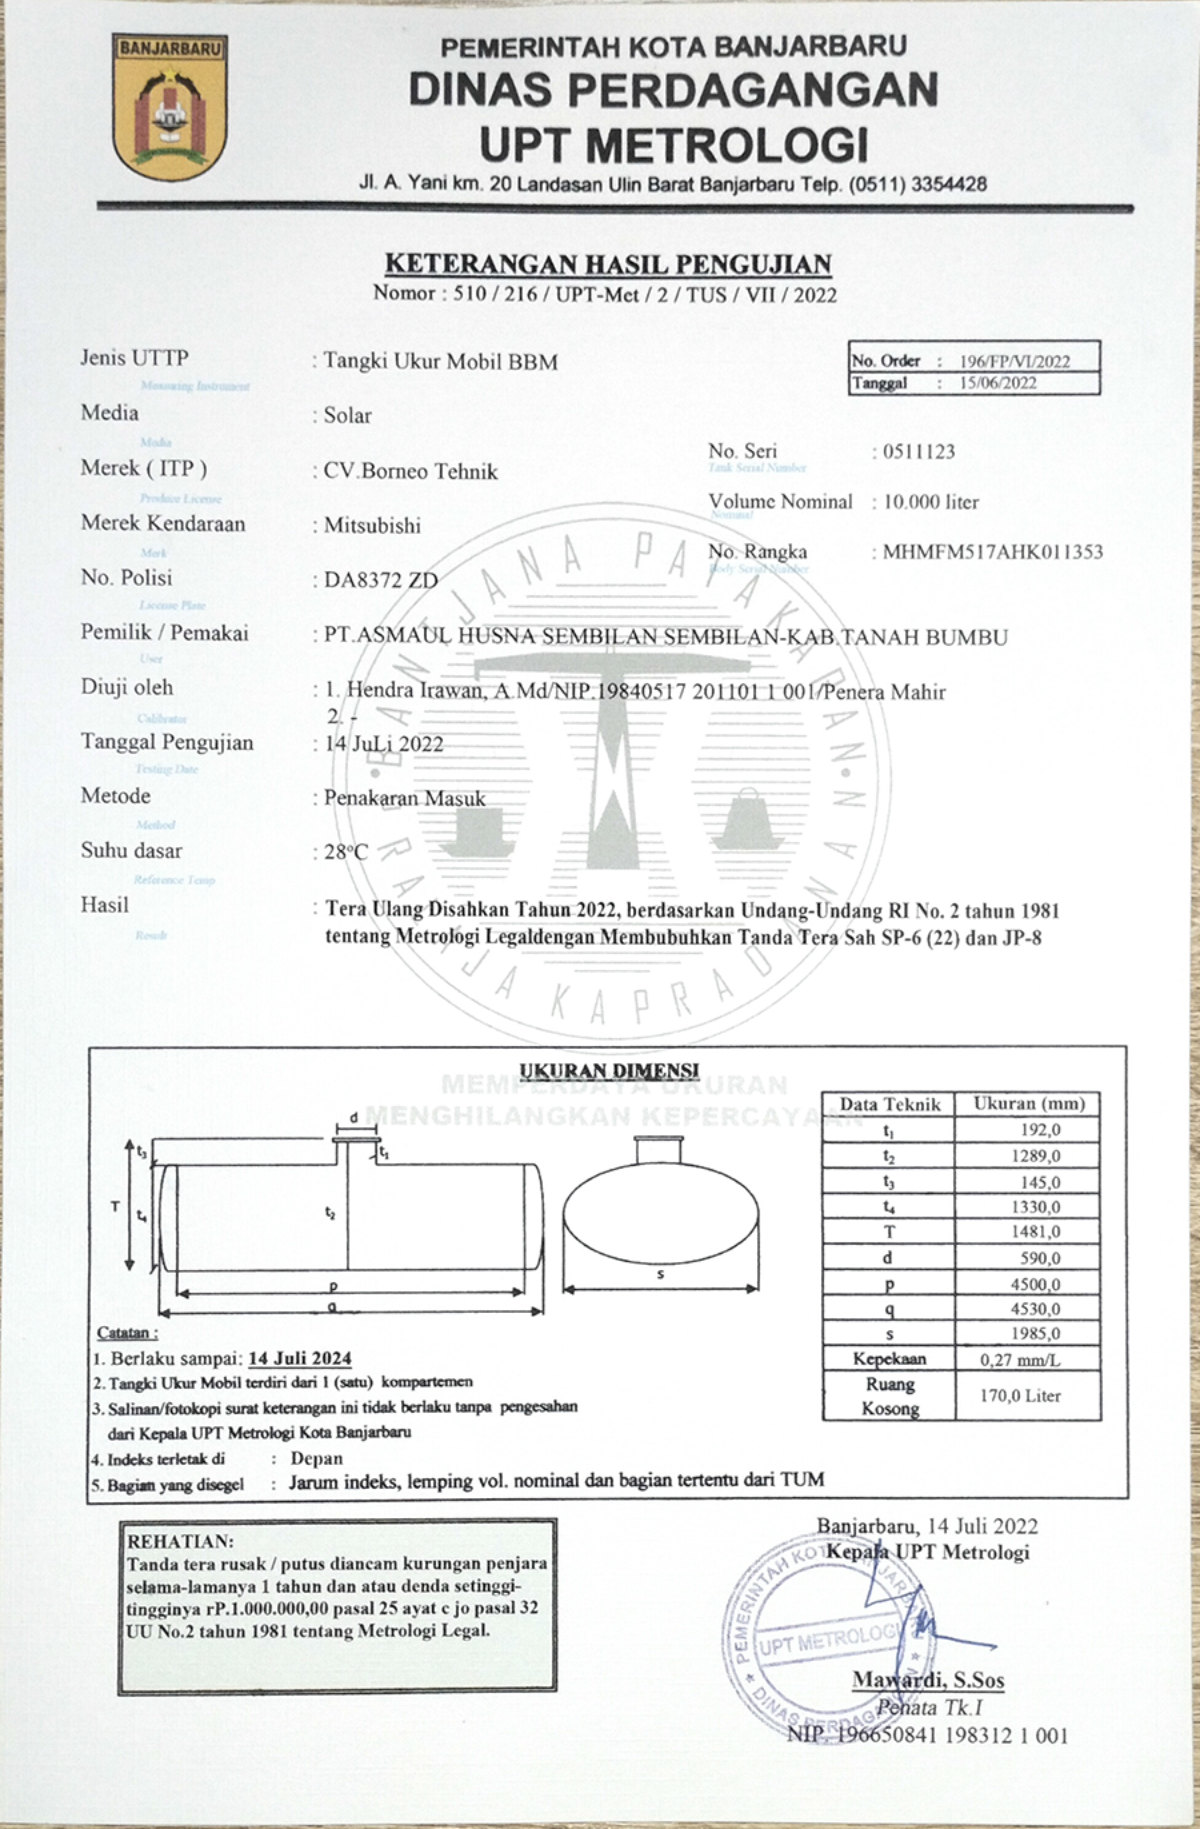 BANJARBARU
PEMERINTAH KOTA BANJARBARU
DINAS PERDAGANGAN
UPT METROLOGI
Jl. A. Yani km. 20 Landasan Ulin Barat Banjarbaru Telp. (0511) 3354428
KETERANGAN HASIL PENGUJIAN
Nomor : 510 / 216 / UPT-Met / 2 / TUS / VII / 2022
No. Order : 196/FP/VI/2022
Tanggal : 15/06/2022
Jenis UTTP : Tangki Ukur Mobil BBM
Measuring Instrument
Media : Solar
Media
Merek ( ITP ) : CV.Borneo Tehnik
Produce License
Merek Kendaraan : Mitsubishi
Merk
No. Polisi : DA8372 ZD
License Plate
No. Seri : 0511123
Tank Serial Number
Volume Nominal : 10.000 liter
Nominal
No. Rangka : MHMFM517AHK011353
Body Serial Number
Pemilik / Pemakai : PT.ASMAUL HUSNA SEMBILAN SEMBILAN-KAB.TANAH BUMBU
User
Diuji oleh : 1. Hendra Irawan, A.Md/NIP.19840517 201101 1 001/Penera Mahir
2. -
Calibrator
Tanggal Pengujian : 14 JuLi 2022
Testing Date
Metode : Penakaran Masuk
Method
Suhu dasar : 28°C
Reference Temp
Hasil : Tera Ulang Disahkan Tahun 2022, berdasarkan Undang-Undang RI No. 2 tahun 1981
tentang Metrologi Legaldengan Membubuhkan Tanda Tera Sah SP-6 (22) dan JP-8
Result
UKURAN DIMENSI
MEMPERDAYA UKURAN
MENGHILANGKAN KEPERCAYAAN
d
t3
t1
T
t4
t2
p
q
s
Data Teknik Ukuran (mm)
t1 192,0
t2 1289,0
t3 145,0
t4 1330,0
T 1481,0
d 590,0
p 4500,0
q 4530,0
s 1985,0
Kepekaan 0,27 mm/L
Ruang Kosong 170,0 Liter
Catatan :
1. Berlaku sampai: 14 Juli 2024
2. Tangki Ukur Mobil terdiri dari 1 (satu) kompartemen
3. Salinan/fotokopi surat keterangan ini tidak berlaku tanpa pengesahan
dari Kepala UPT Metrologi Kota Banjarbaru
4. Indeks terletak di : Depan
5. Bagian yang disegel : Jarum indeks, lemping vol. nominal dan bagian tertentu dari TUM
REHATIAN:
Tanda tera rusak / putus diancam kurungan penjara
selama-lamanya 1 tahun dan atau denda setinggi-
tingginya rP.1.000.000,00 pasal 25 ayat c jo pasal 32
UU No.2 tahun 1981 tentang Metrologi Legal.
Banjarbaru, 14 Juli 2022
Kepala UPT Metrologi
PEMERINTAH KOTA BANJARBARU
UPT METROLOGI
DINAS PERDAGANGAN
Mawardi, S.Sos
Penata Tk.I
NIP. 196650841 198312 1 001